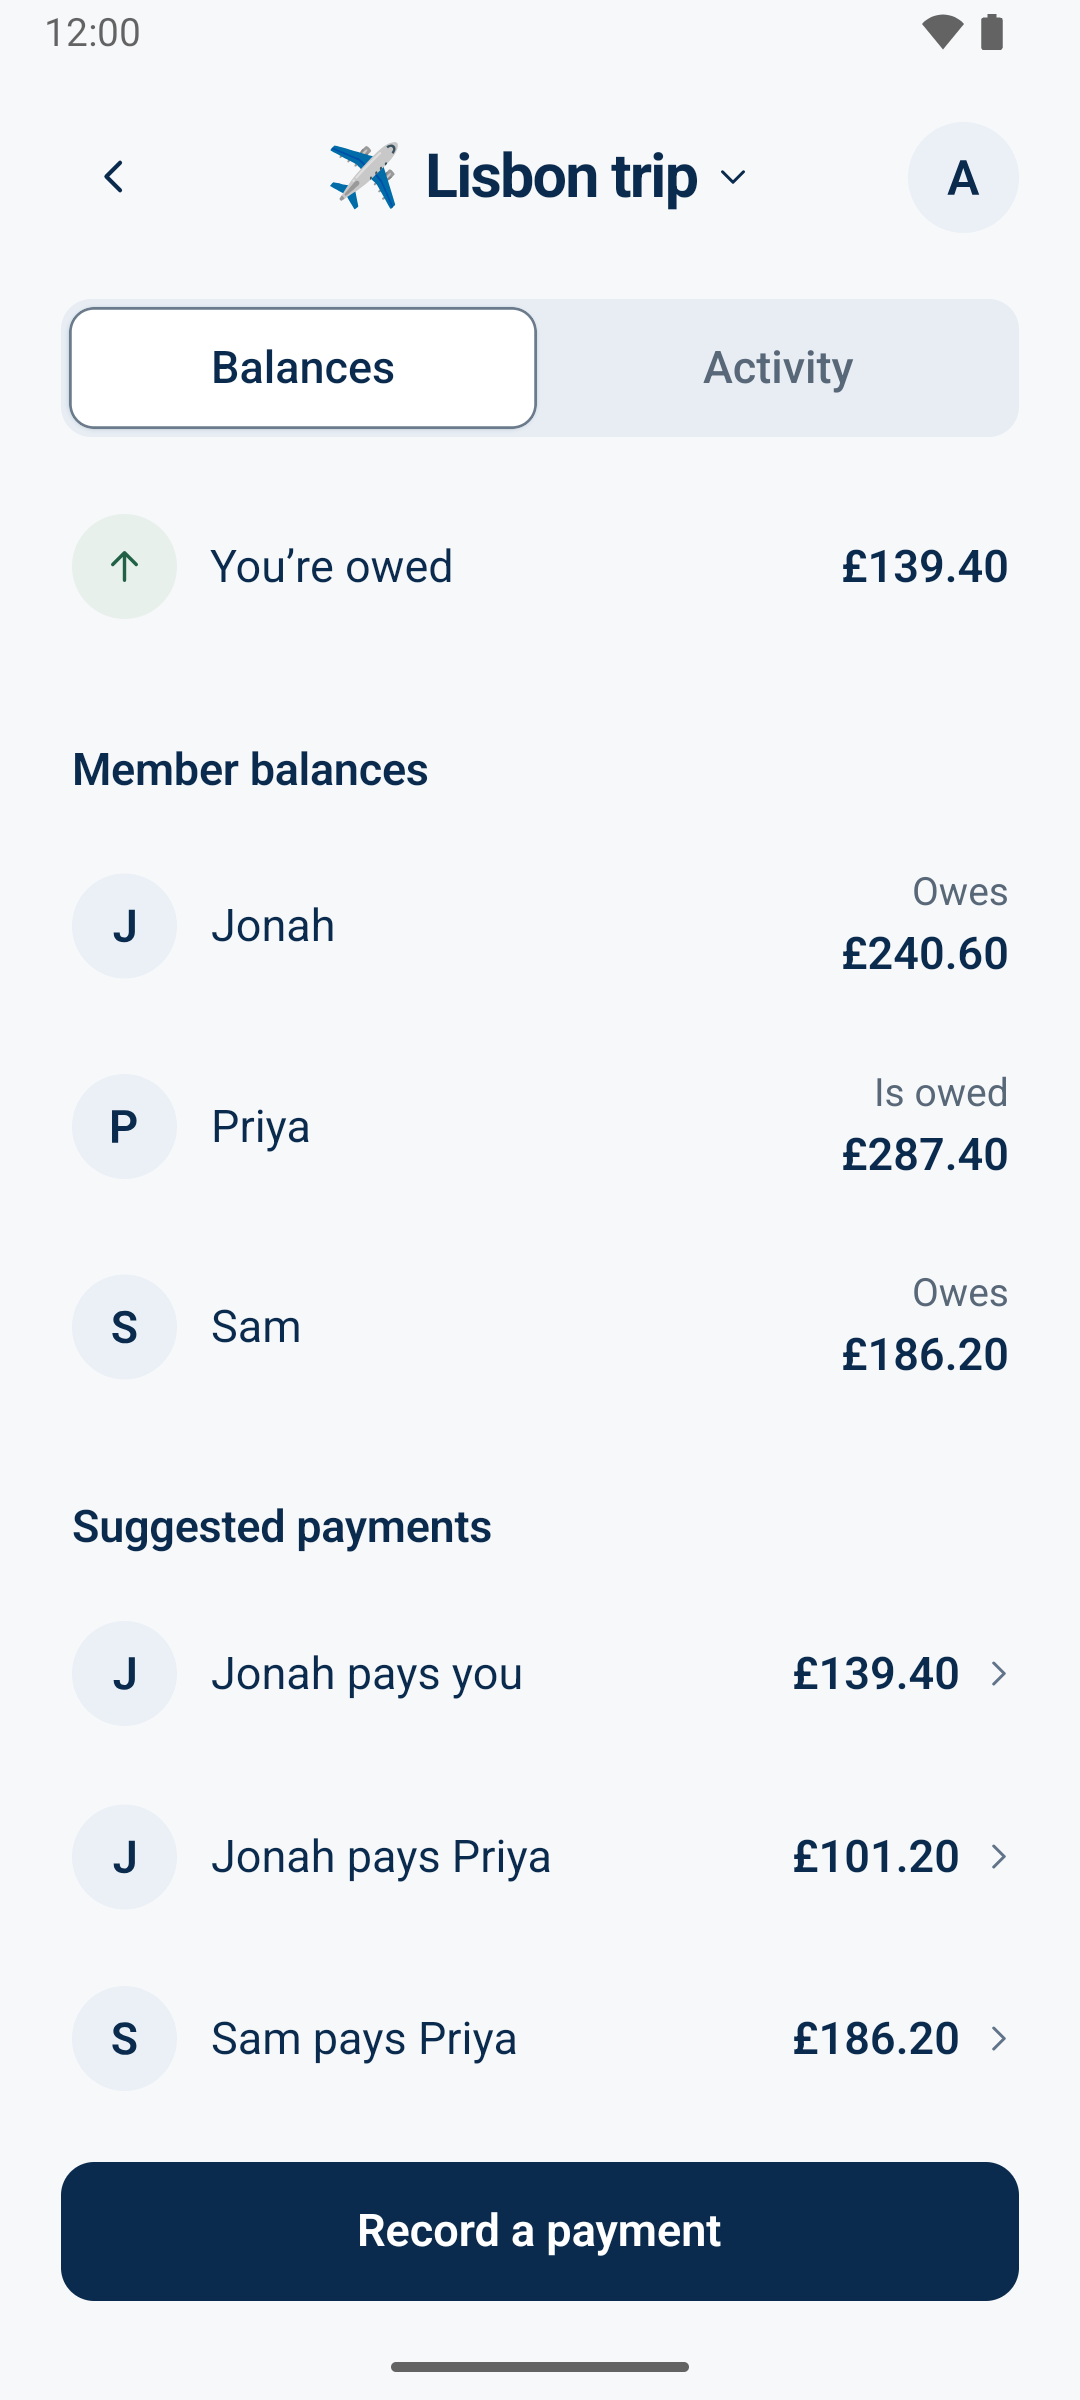 12:00
Lisbon trip
A
Balances
Activity
You’re owed
£139.40
Member balances
J
Jonah
Owes
£240.60
P
Priya
Is owed
£287.40
S
Sam
Owes
£186.20
Suggested payments
J
Jonah pays you
£139.40
J
Jonah pays Priya
£101.20
S
Sam pays Priya
£186.20
Record a payment